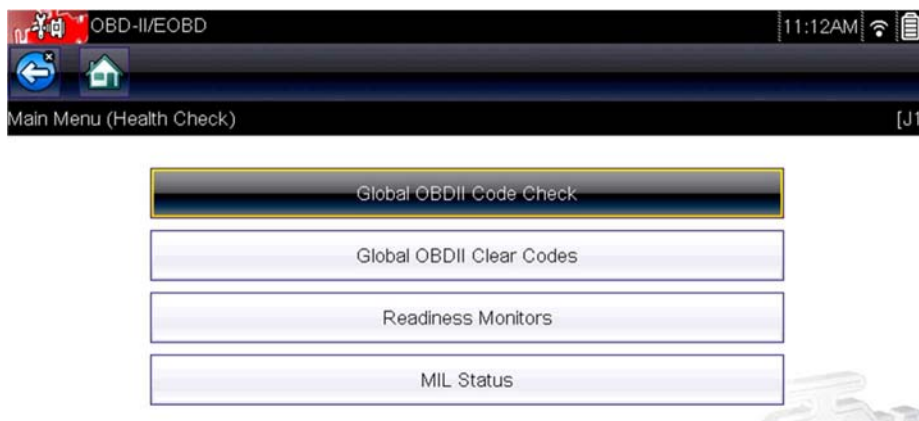 OBD-II/EOBD 11:12AM
Main Menu (Health Check) [J1
Global OBDII Code Check
Global OBDII Clear Codes
Readiness Monitors
MIL Status